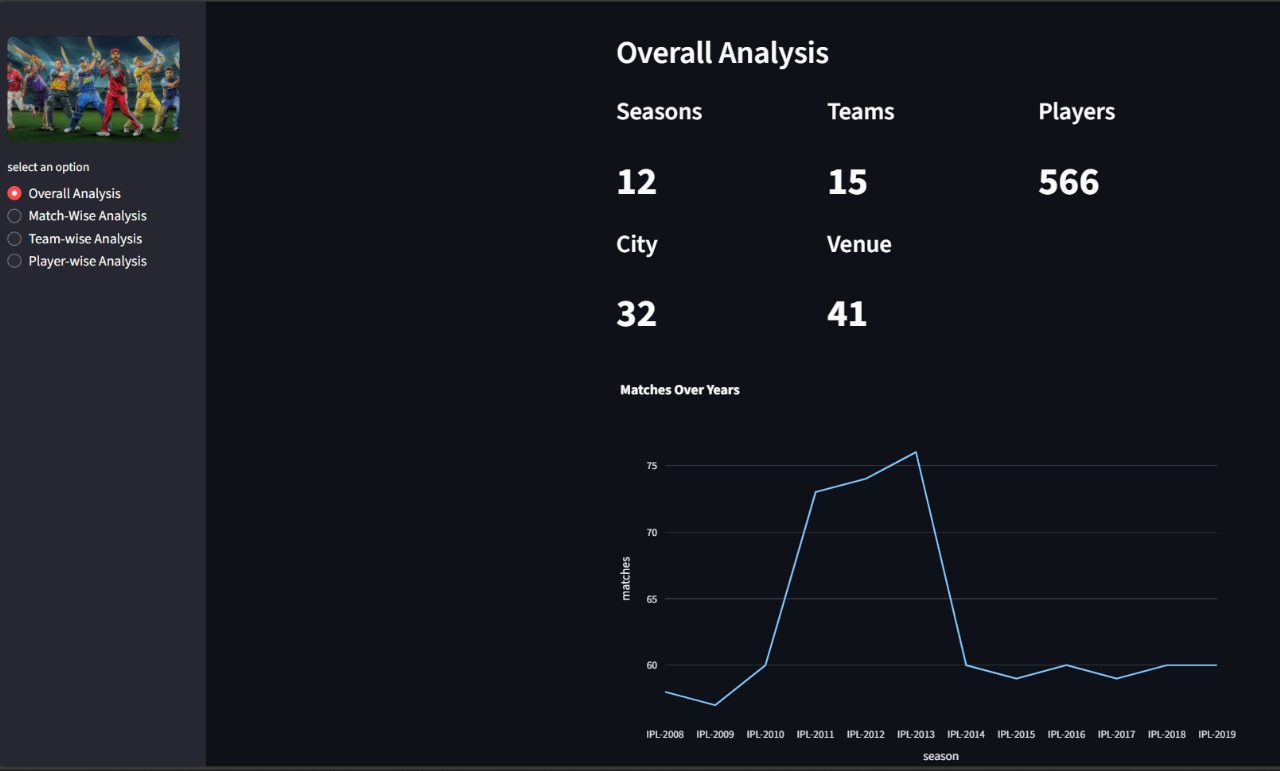 select an option
Overall Analysis
Match-Wise Analysis
Team-wise Analysis
Player-wise Analysis
Overall Analysis
Seasons Teams Players
12 15 566
City Venue
32 41
Matches Over Years
75
70
65
60
matches
IPL-2008 IPL-2009 IPL-2010 IPL-2011 IPL-2012 IPL-2013 IPL-2014 IPL-2015 IPL-2016 IPL-2017 IPL-2018 IPL-2019
season